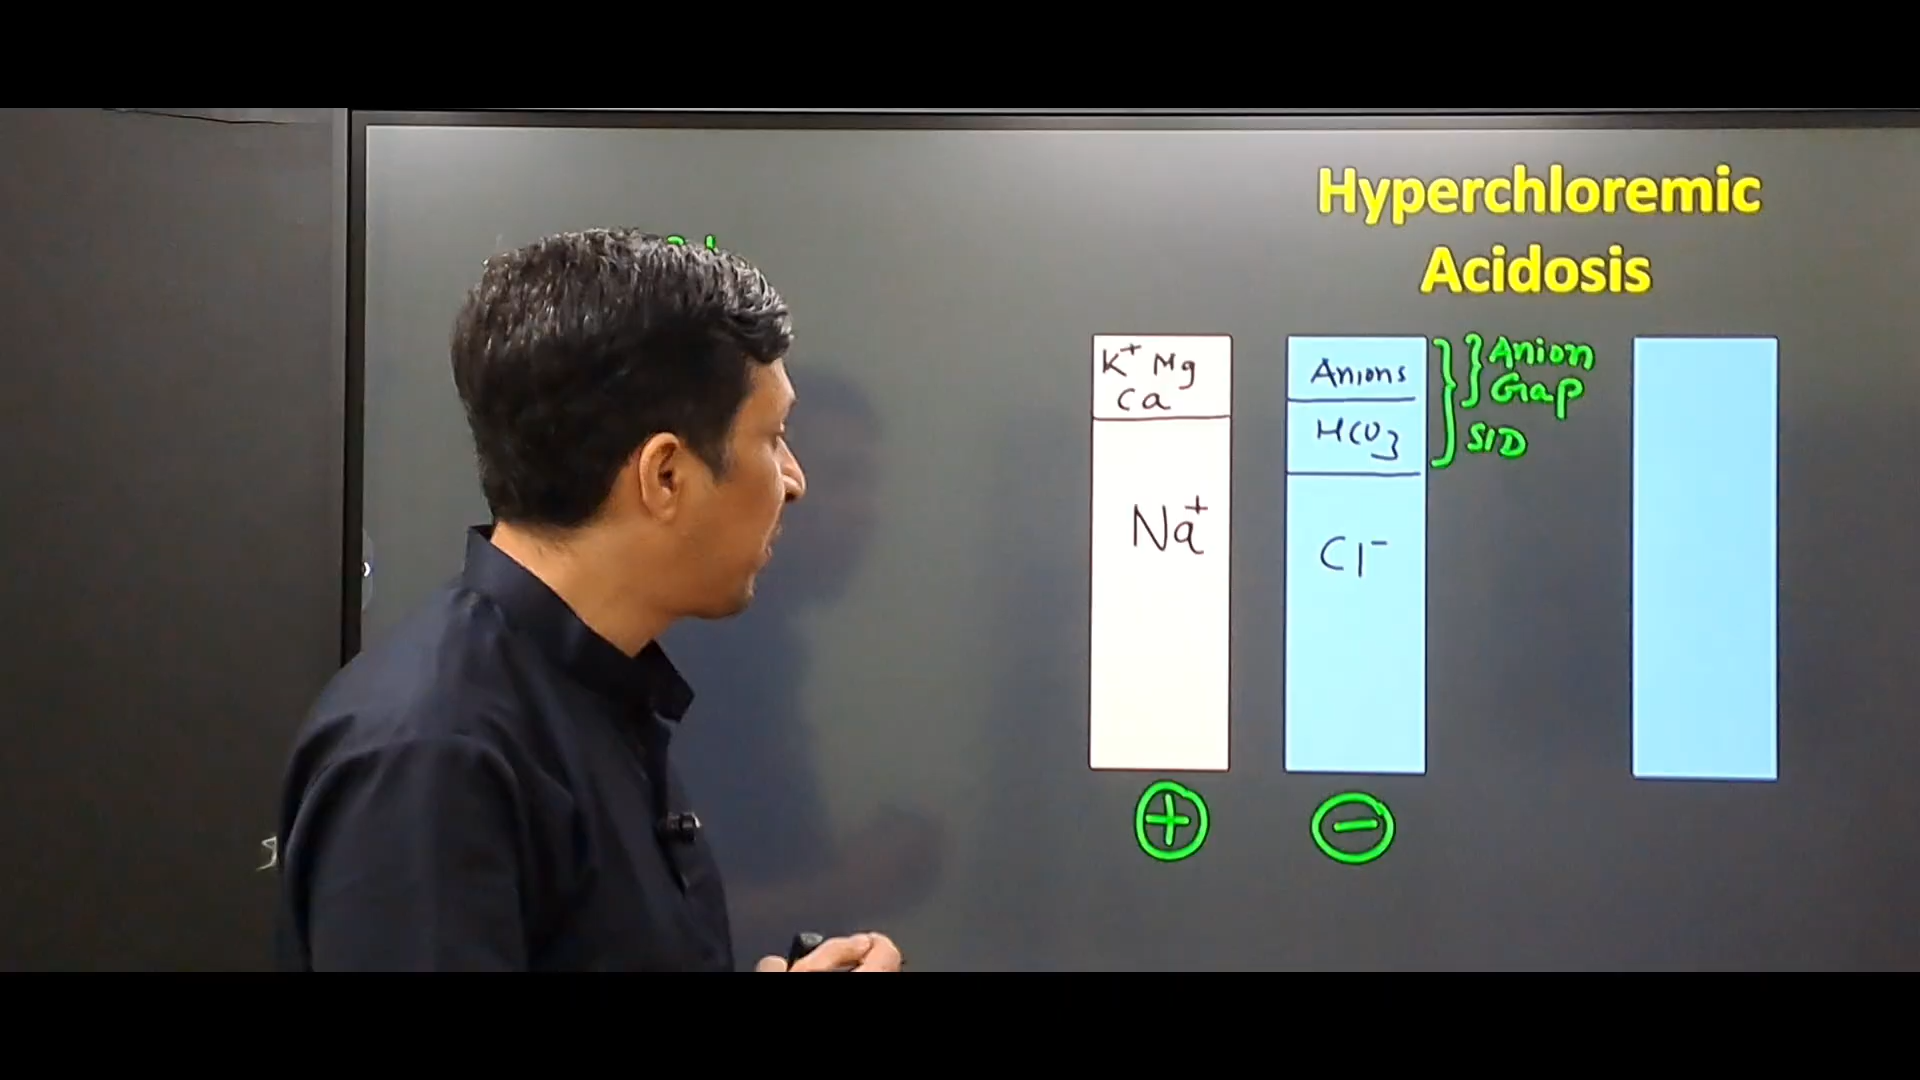 Hyperchloremic
Acidosis
K+ Mg
Ca
Na+
+
Anions
HCO3
Cl-
−
Anion
Gap
SID